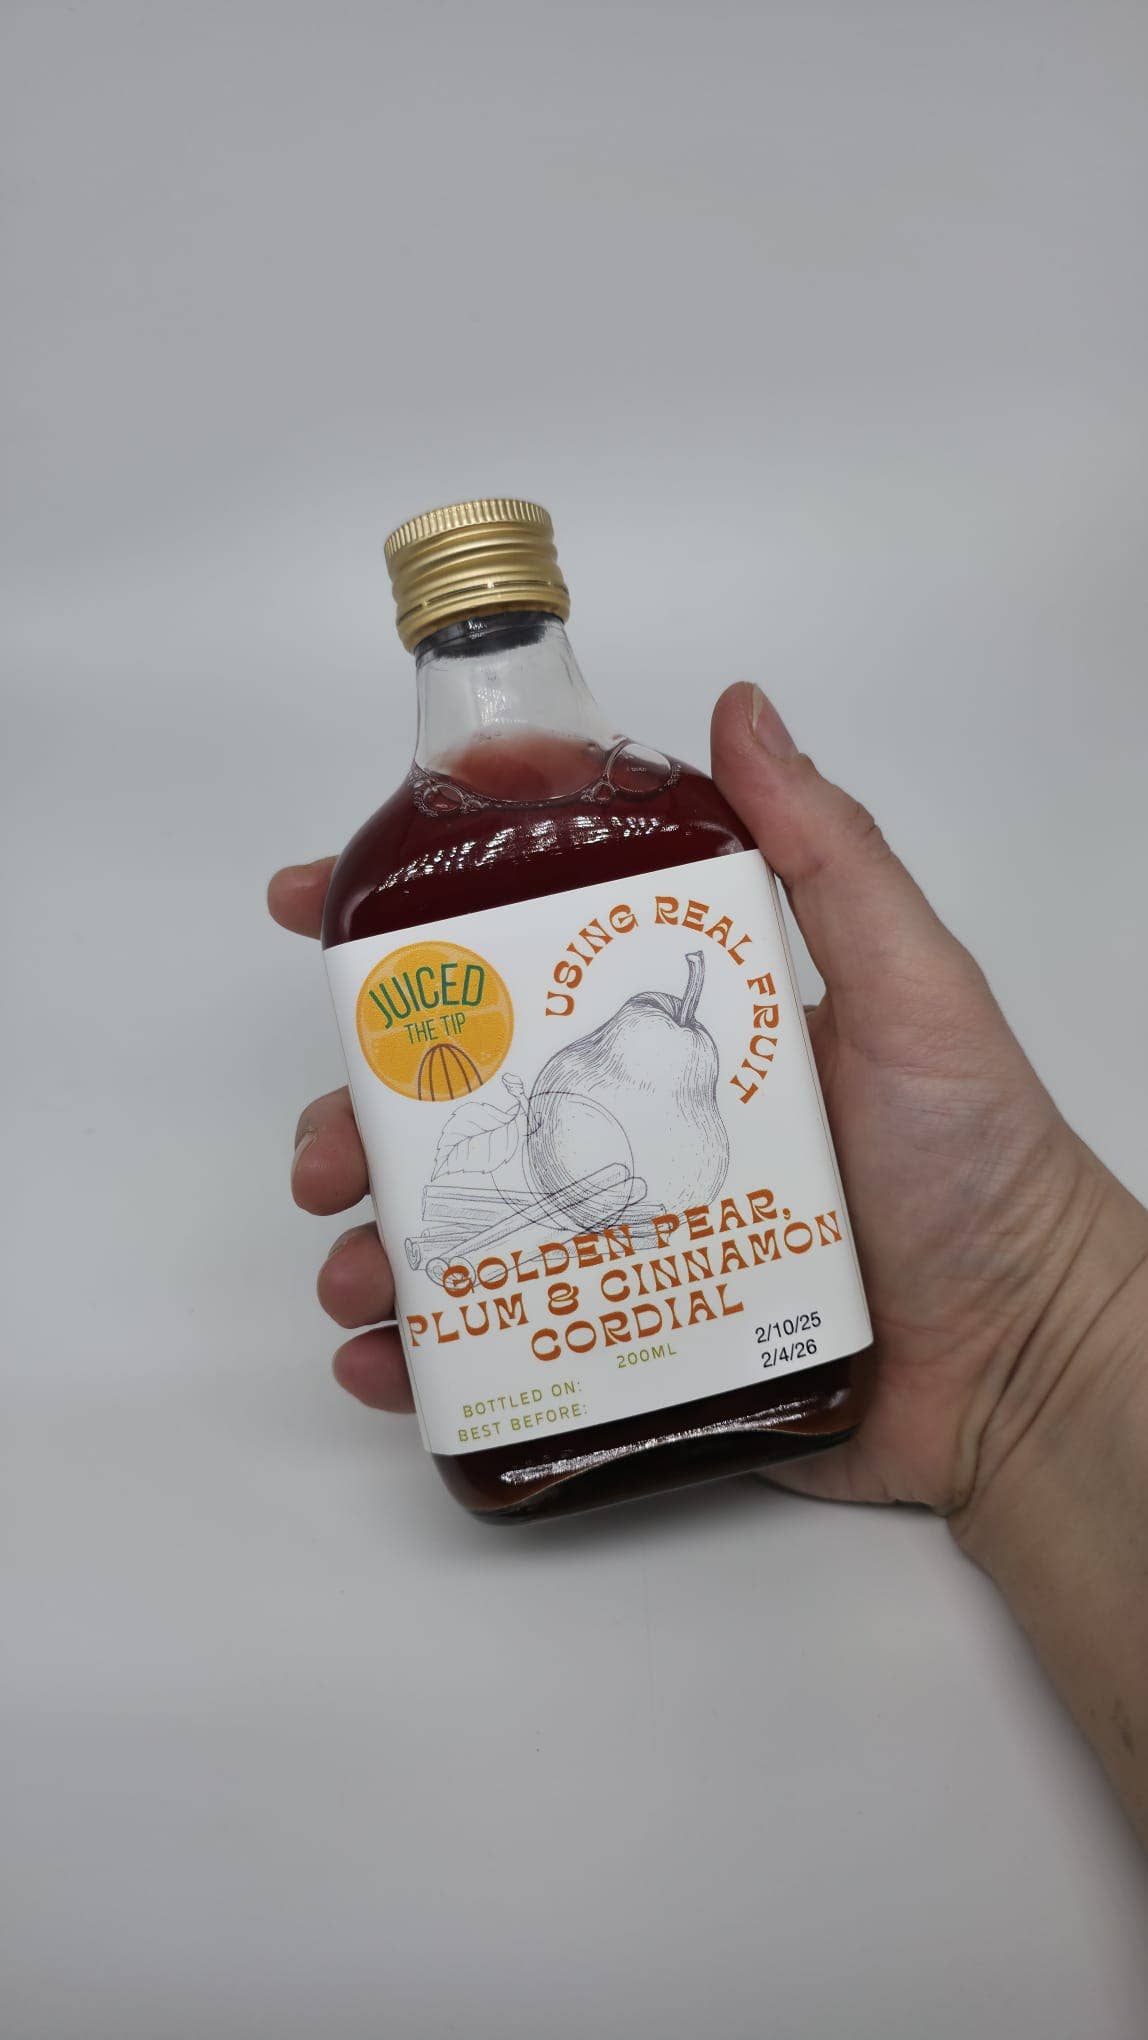 JUICED
THE TIP
USING REAL FRUIT
GOLDEN PEAR,
PLUM & CINNAMON
CORDIAL
200ML
BOTTLED ON:
2/10/25
BEST BEFORE:
2/4/26